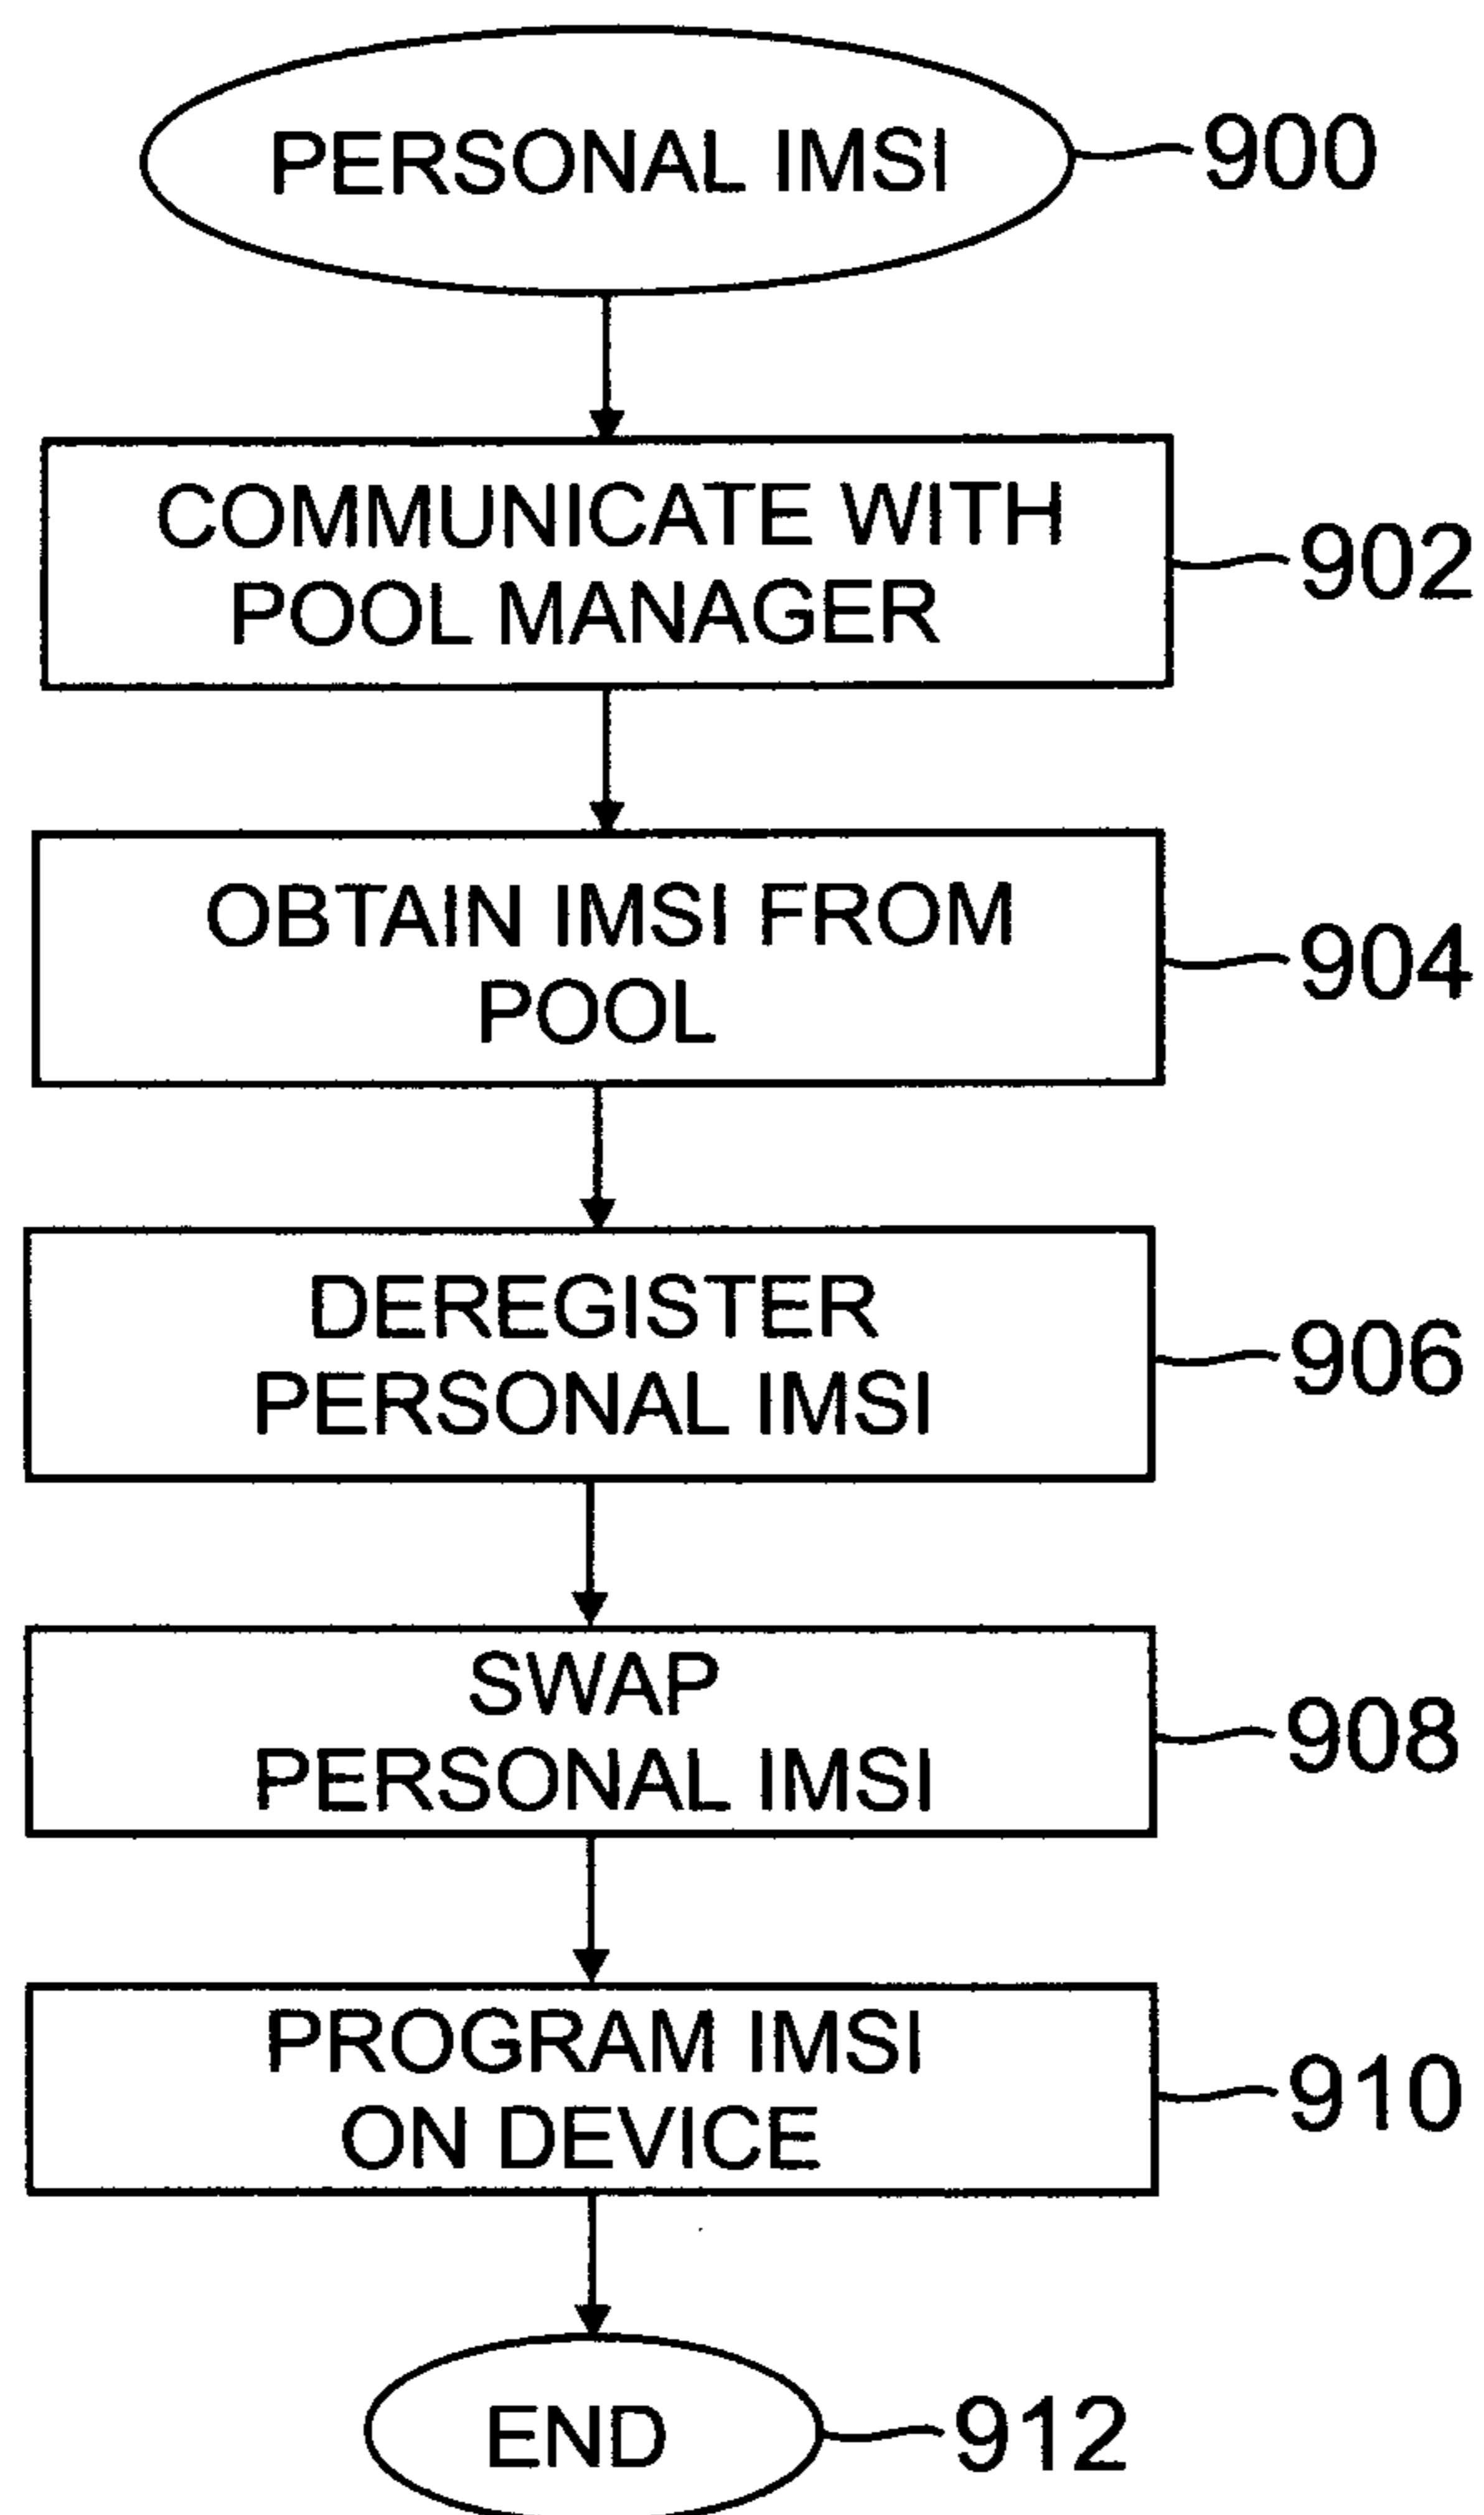 PERSONAL IMSI
900
COMMUNICATE WITH
POOL MANAGER
902
OBTAIN IMSI FROM
POOL
904
DEREGISTER
PERSONAL IMSI
906
SWAP
PERSONAL IMSI
908
PROGRAM IMSI
ON DEVICE
910
END
912